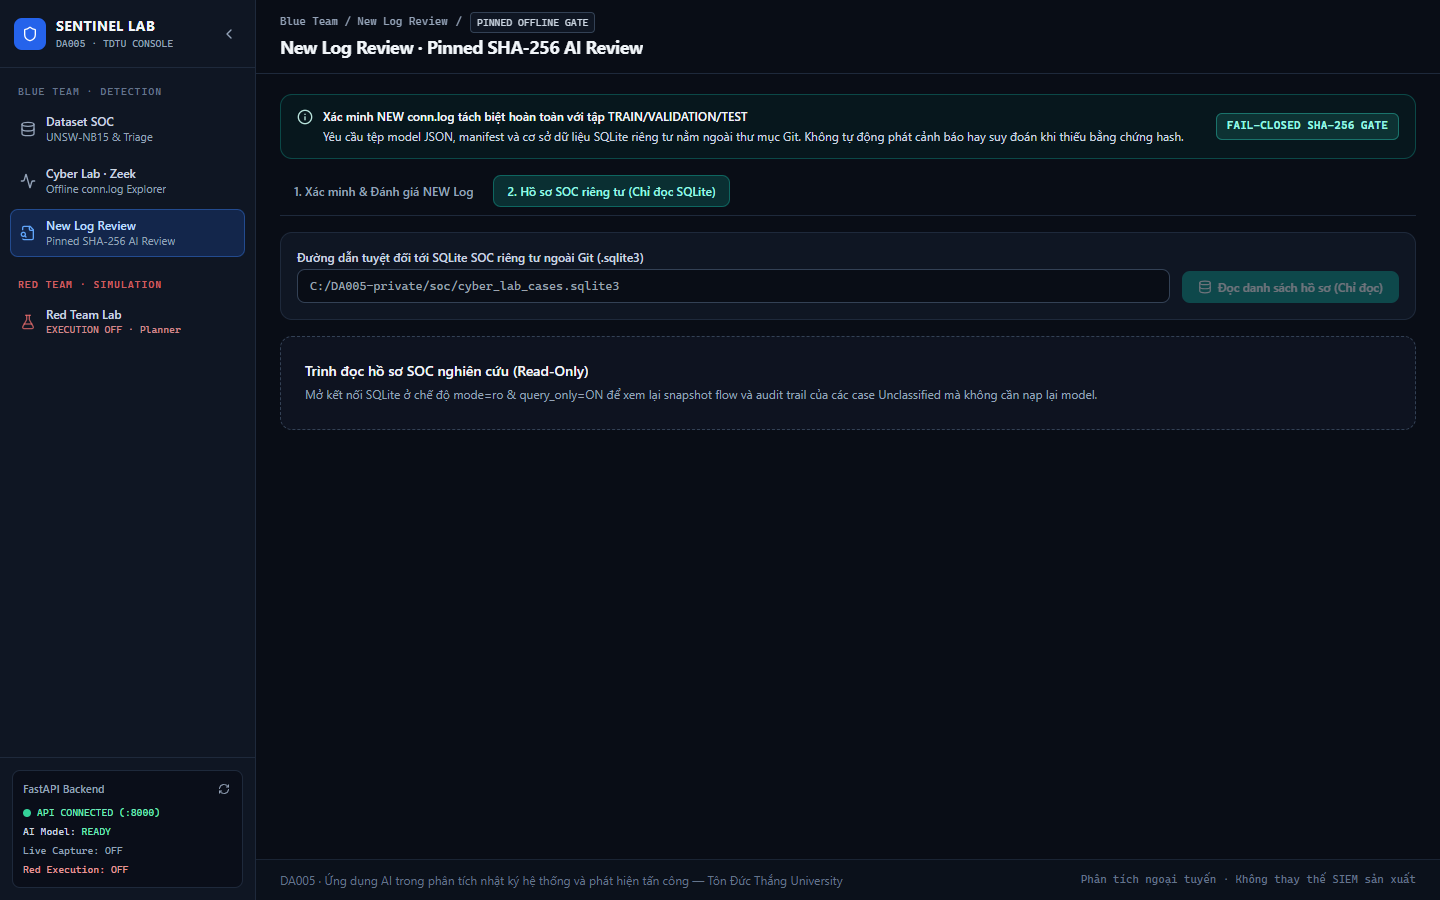 SENTINEL LAB
DA005 · TDTU CONSOLE
BLUE TEAM · DETECTION
Dataset SOC
UNSW-NB15 & Triage
Cyber Lab · Zeek
Offline conn.log Explorer
New Log Review
Pinned SHA-256 AI Review
RED TEAM · SIMULATION
Red Team Lab
EXECUTION OFF · Planner
FastAPI Backend
API CONNECTED (:8000)
AI Model: READY
Live Capture: OFF
Red Execution: OFF
Blue Team / New Log Review / PINNED OFFLINE GATE
New Log Review · Pinned SHA-256 AI Review
Xác minh NEW conn.log tách biệt hoàn toàn với tập TRAIN/VALIDATION/TEST
Yêu cầu tệp model JSON, manifest và cơ sở dữ liệu SQLite riêng tư nằm ngoài thư mục Git. Không tự động phát cảnh báo hay suy đoán khi thiếu bằng chứng hash.
FAIL-CLOSED SHA-256 GATE
1. Xác minh & Đánh giá NEW Log
2. Hồ sơ SOC riêng tư (Chỉ đọc SQLite)
Đường dẫn tuyệt đối tới SQLite SOC riêng tư ngoài Git (.sqlite3)
C:/DA005-private/soc/cyber_lab_cases.sqlite3
Đọc danh sách hồ sơ (Chỉ đọc)
Trình đọc hồ sơ SOC nghiên cứu (Read-Only)
Mở kết nối SQLite ở chế độ mode=ro & query_only=ON để xem lại snapshot flow và audit trail của các case Unclassified mà không cần nạp lại model.
DA005 · Ứng dụng AI trong phân tích nhật ký hệ thống và phát hiện tấn công — Tôn Đức Thắng University
Phân tích ngoại tuyến · Không thay thế SIEM sản xuất